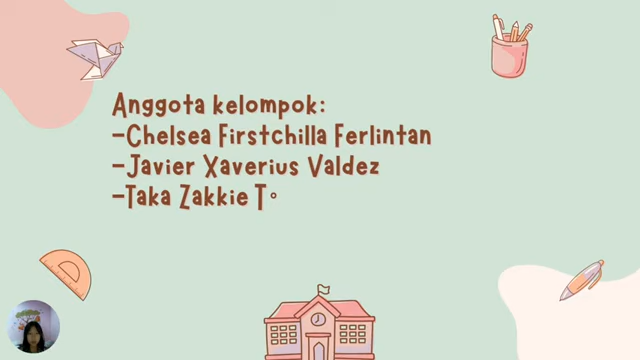 Anggota kelompok:
-Chelsea Firstchilla Ferlintan
-Javier Xaverius Valdez
-Taka Zakkie T.